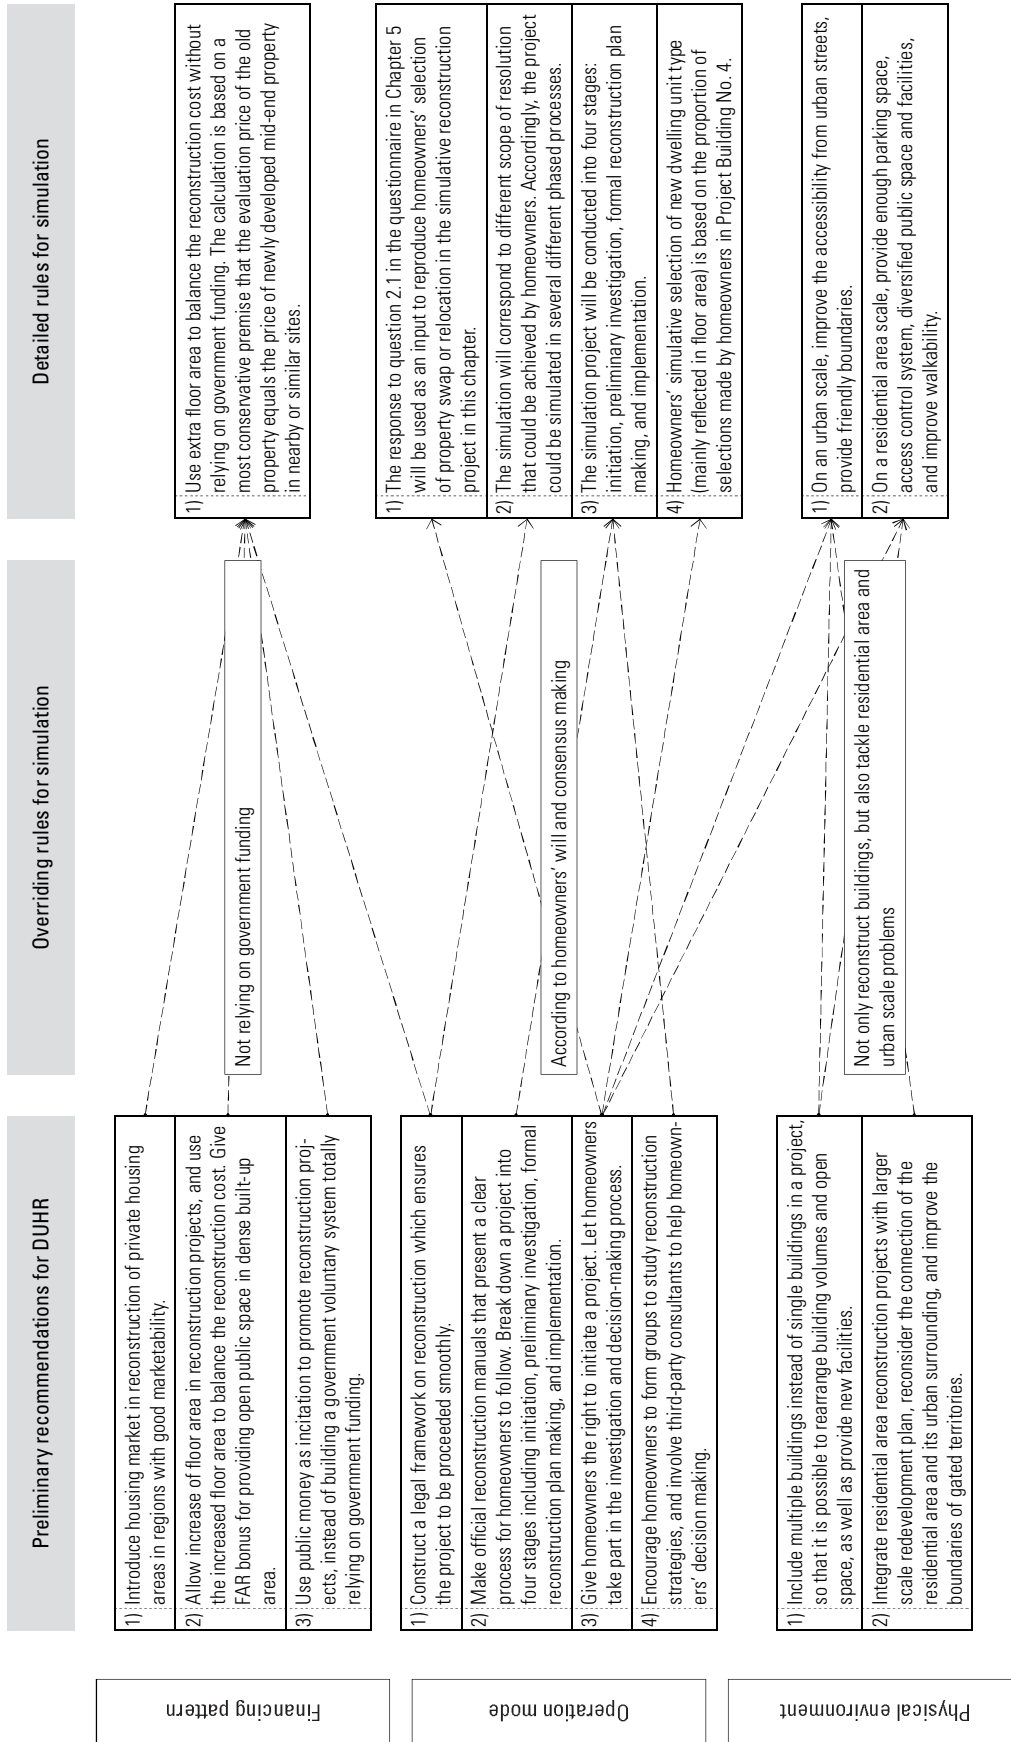 Preliminary recommendations for DUHR
Overriding rules for simulation
Detailed rules for simulation
Financing pattern
1) Introduce housing market in reconstruction of private housing
areas in regions with good marketability.
2) Allow increase of floor area in reconstruction projects, and use
the increased floor area to balance the reconstruction cost. Give
FAR bonus for providing open public space in dense built-up
area.
3) Use public money as incitation to promote reconstruction proj-
ects, instead of building a government voluntary system totally
relying on government funding.
Not relying on government funding
1) Use extra floor area to balance the reconstruction cost without
relying on government funding. The calculation is based on a
most conservative premise that the evaluation price of the old
property equals the price of newly developed mid-end property
in nearby or similar sites.
Operation mode
1) Construct a legal framework on reconstruction which ensures
the project to be proceeded smoothly.
2) Make official reconstruction manuals that present a clear
process for homeowners to follow. Break down a project into
four stages including initiation, preliminary investigation, formal
reconstruction plan making, and implementation.
3) Give homeowners the right to initiate a project. Let homeowners
take part in the investigation and decision-making process.
4) Encourage homeowners to form groups to study reconstruction
strategies, and involve third-party consultants to help homeown-
ers' decision making.
According to homeowners' will and consensus making
1) The response to question 2.1 in the questionnaire in Chapter 5
will be used as an input to reproduce homeowners' selection
of property swap or relocation in the simulative reconstruction
project in this chapter.
2) The simulation will correspond to different scope of resolution
that could be achieved by homeowners. Accordingly, the project
could be simulated in several different phased processes.
3) The simulation project will be conducted into four stages:
initiation, preliminary investigation, formal reconstruction plan
making, and implementation.
4) Homeowners' simulative selection of new dwelling unit type
(mainly reflected in floor area) is based on the proportion of
selections made by homeowners in Project Building No. 4.
Physical environment
1) Include multiple buildings instead of single buildings in a project,
so that it is possible to rearrange building volumes and open
space, as well as provide new facilities.
2) Integrate residential area reconstruction projects with larger
scale redevelopment plan, reconsider the connection of the
residential area and its urban surrounding, and improve the
boundaries of gated territories.
Not only reconstruct buildings, but also tackle residential area and
urban scale problems
1) On an urban scale, improve the accessibility from urban streets,
provide friendly boundaries.
2) On a residential area scale, provide enough parking space,
access control system, diversified public space and facilities,
and improve walkability.